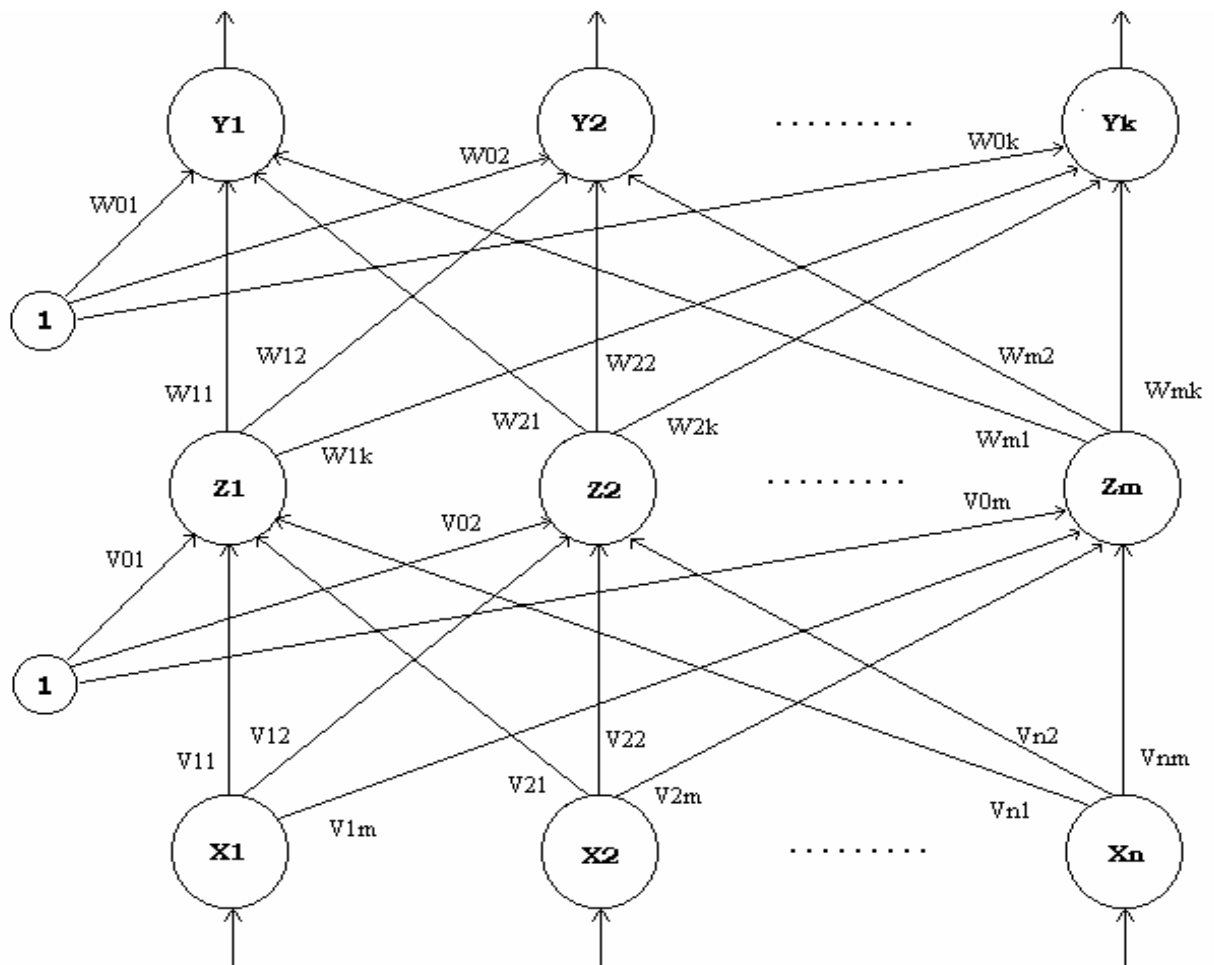 Y1 Y2 . . . . . . . . . Yk
W01 W02 W0k
1
W11 W12 W21 W22 Wm2 Wmk
W1k W2k Wm1
Z1 Z2 . . . . . . . . . Zm
V01 V02 V0m
1
V11 V12 V21 V22 Vn2 Vnm
V1m V2m Vn1
X1 X2 . . . . . . . . . Xn